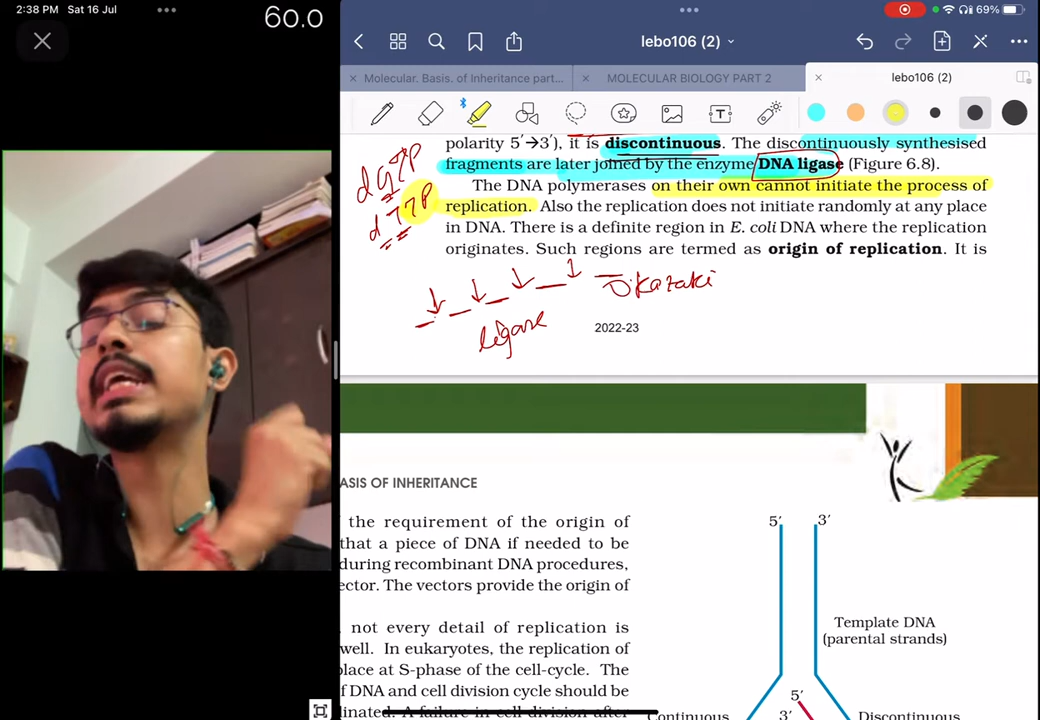 2:38 PM Sat 16 Jul
60.0
69%
lebo106 (2)
Molecular. Basis. of Inheritance part...
MOLECULAR BIOLOGY PART 2
lebo106 (2)
polarity 5′→3′), it is discontinuous. The discontinuously synthesised
fragments are later joined by the enzyme DNA ligase (Figure 6.8).
The DNA polymerases on their own cannot initiate the process of
replication. Also the replication does not initiate randomly at any place
in DNA. There is a definite region in E. coli DNA where the replication
originates. Such regions are termed as origin of replication. It is
dGTP
dTTP
Okazaki
ligase
2022-23
ASIS OF INHERITANCE
the requirement of the origin of
that a piece of DNA if needed to be
during recombinant DNA procedures,
ector. The vectors provide the origin of
not every detail of replication is
well. In eukaryotes, the replication of
place at S-phase of the cell-cycle. The
f DNA and cell division cycle should be
linated. A failure in cell division after
5′ 3′
Template DNA
(parental strands)
5′
3′
Continuous
Discontinuous